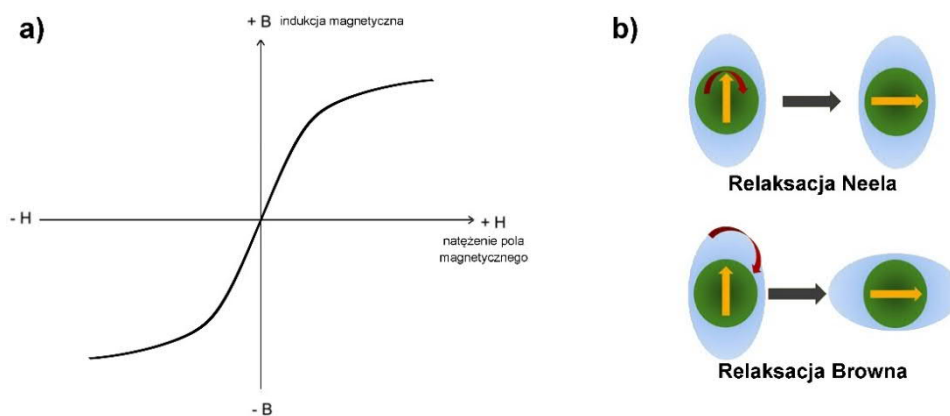 a)
+ B indukcja magnetyczna
- H
+ H
natężenie pola
magnetycznego
- B
b)
Relaksacja Neela
Relaksacja Browna